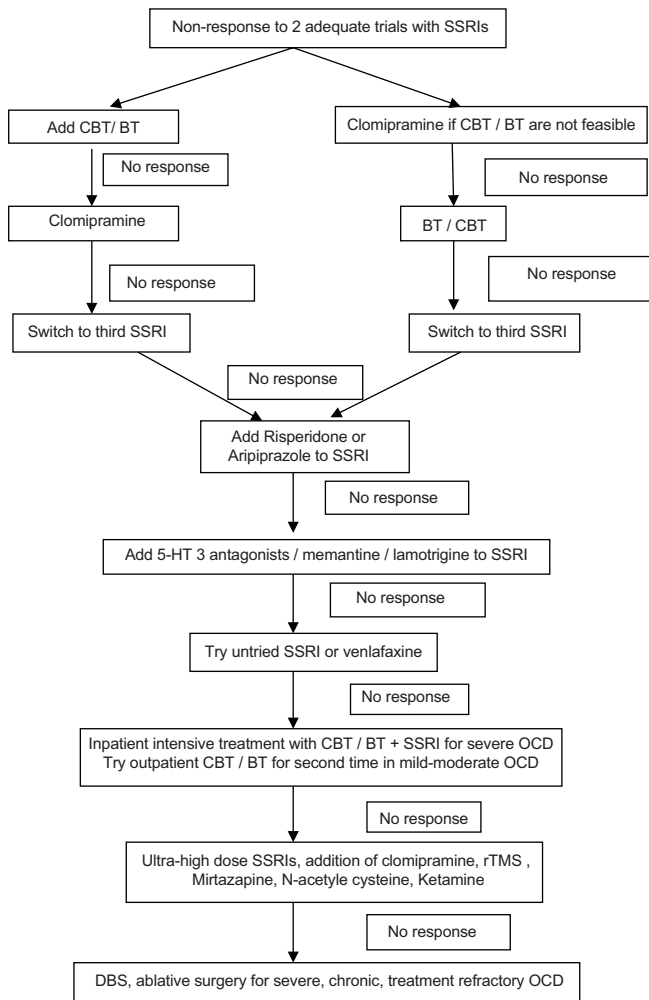 Non-response to 2 adequate trials with SSRIs
Add CBT/ BT
Clomipramine if CBT / BT are not feasible
No response
No response
Clomipramine
BT / CBT
No response
No response
Switch to third SSRI
Switch to third SSRI
No response
Add Risperidone or
Aripiprazole to SSRI
No response
Add 5-HT 3 antagonists / memantine / lamotrigine to SSRI
No response
Try untried SSRI or venlafaxine
No response
Inpatient intensive treatment with CBT / BT + SSRI for severe OCD
Try outpatient CBT / BT for second time in mild-moderate OCD
No response
Ultra-high dose SSRIs, addition of clomipramine, rTMS ,
Mirtazapine, N-acetyle cysteine, Ketamine
No response
DBS, ablative surgery for severe, chronic, treatment refractory OCD